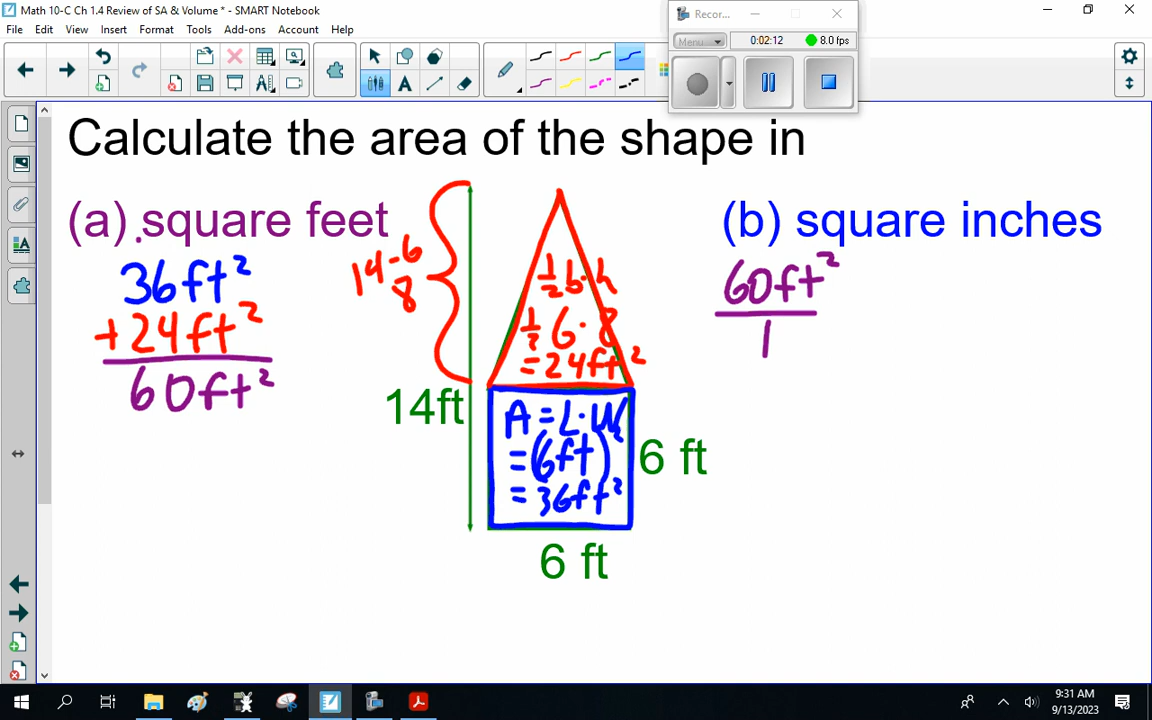 Math 10-C Ch 1.4 Review of SA & Volume * - SMART Notebook
File Edit View Insert Format Tools Add-ons Account Help
Recor...
Menu
0:02:12
8.0 fps
Calculate the area of the shape in
(a) square feet
(b) square inches
36ft²
+24ft²
60ft²
14-6
8
14ft
½b·h
½6·8
=24ft²
A=L·W
=(6ft)²
=36ft²
6 ft
6 ft
60ft²
1
9:31 AM
9/13/2023